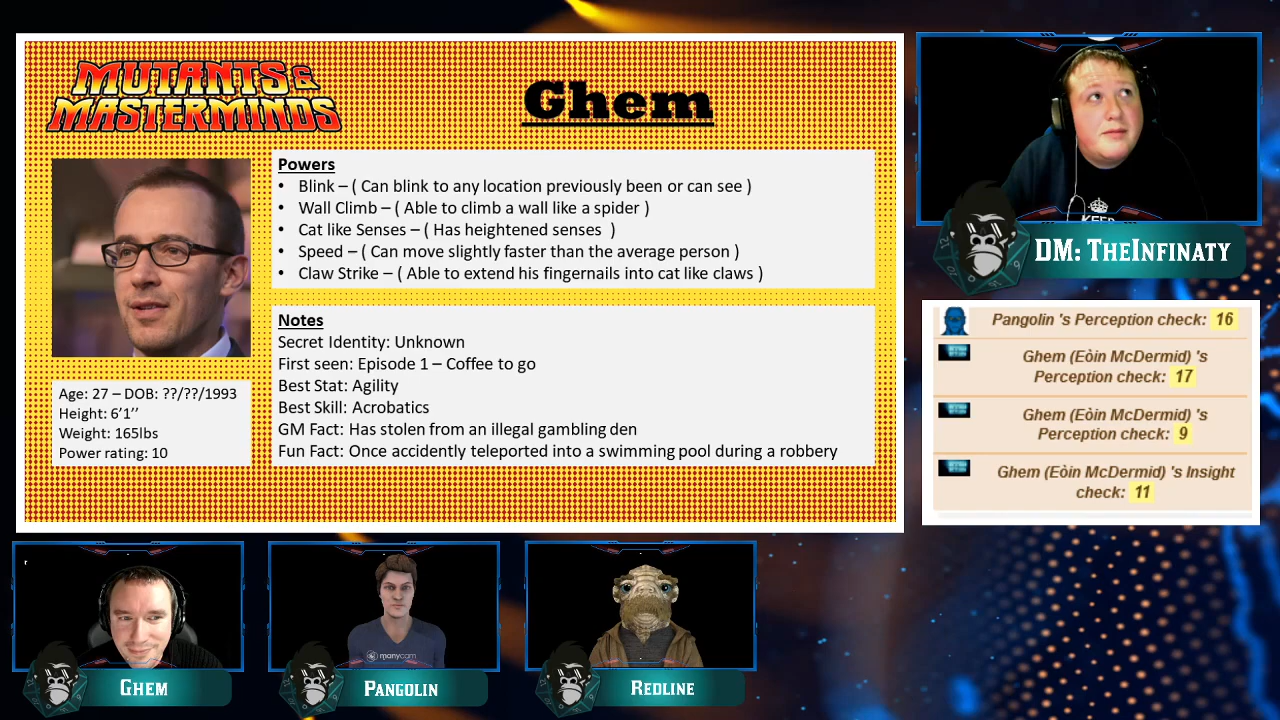 MUTANTS &
MASTERMINDS
Ghem
Powers
• Blink – ( Can blink to any location previously been or can see )
• Wall Climb – ( Able to climb a wall like a spider )
• Cat like Senses – ( Has heightened senses )
• Speed – ( Can move slightly faster than the average person )
• Claw Strike – ( Able to extend his fingernails into cat like claws )
Notes
Secret Identity: Unknown
First seen: Episode 1 – Coffee to go
Best Stat: Agility
Best Skill: Acrobatics
GM Fact: Has stolen from an illegal gambling den
Fun Fact: Once accidently teleported into a swimming pool during a robbery
Age: 27 – DOB: ??/??/1993
Height: 6’1’’
Weight: 165lbs
Power rating: 10
KEEP
DM: TheInfinaty
Pangolin 's Perception check: 16
Ghem (Eòin McDermid) 's
Perception check: 17
Ghem (Eòin McDermid) 's
Perception check: 9
Ghem (Eòin McDermid) 's Insight
check: 11
manycam
Ghem
Pangolin
Redline